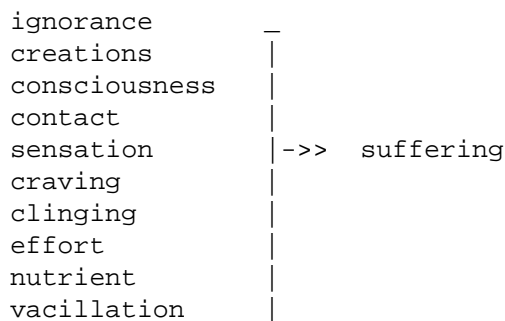 ignorance _
creations |
consciousness |
contact |
sensation |->> suffering
craving |
clinging |
effort |
nutrient |
vacillation |